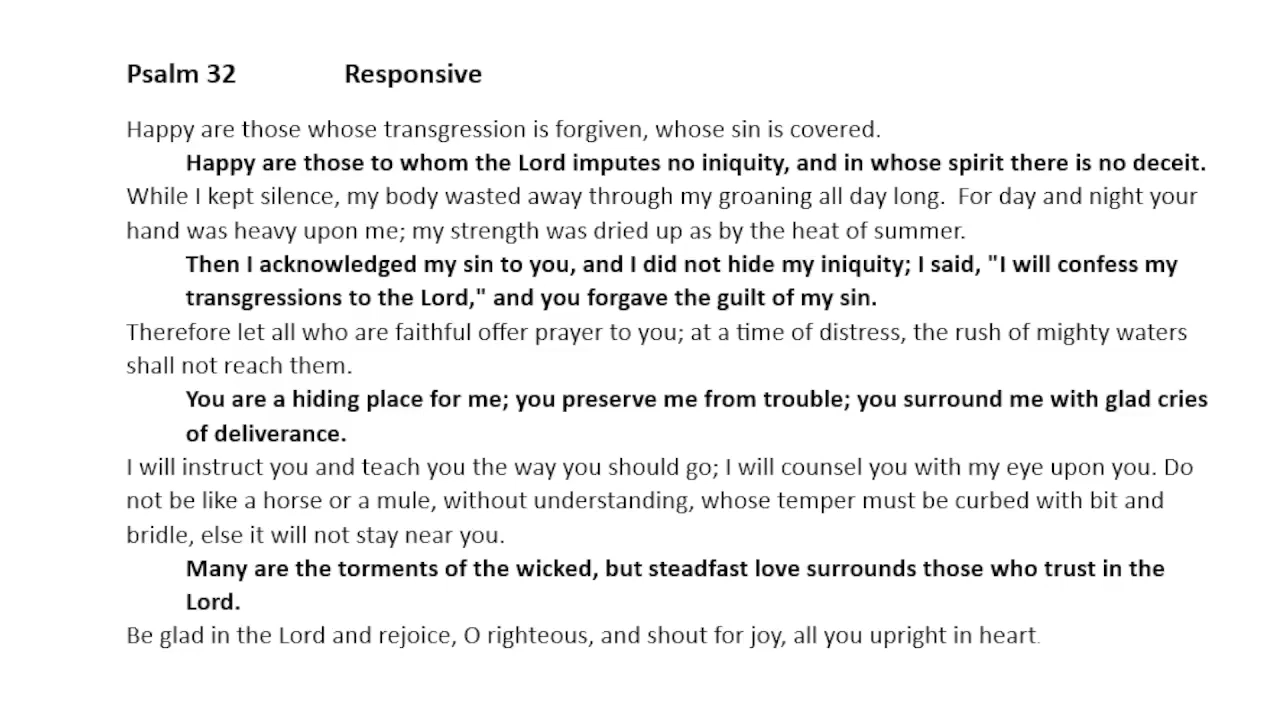 Psalm 32 Responsive
Happy are those whose transgression is forgiven, whose sin is covered.
Happy are those to whom the Lord imputes no iniquity, and in whose spirit there is no deceit.
While I kept silence, my body wasted away through my groaning all day long. For day and night your
hand was heavy upon me; my strength was dried up as by the heat of summer.
Then I acknowledged my sin to you, and I did not hide my iniquity; I said, "I will confess my
transgressions to the Lord," and you forgave the guilt of my sin.
Therefore let all who are faithful offer prayer to you; at a time of distress, the rush of mighty waters
shall not reach them.
You are a hiding place for me; you preserve me from trouble; you surround me with glad cries
of deliverance.
I will instruct you and teach you the way you should go; I will counsel you with my eye upon you. Do
not be like a horse or a mule, without understanding, whose temper must be curbed with bit and
bridle, else it will not stay near you.
Many are the torments of the wicked, but steadfast love surrounds those who trust in the
Lord.
Be glad in the Lord and rejoice, O righteous, and shout for joy, all you upright in heart.